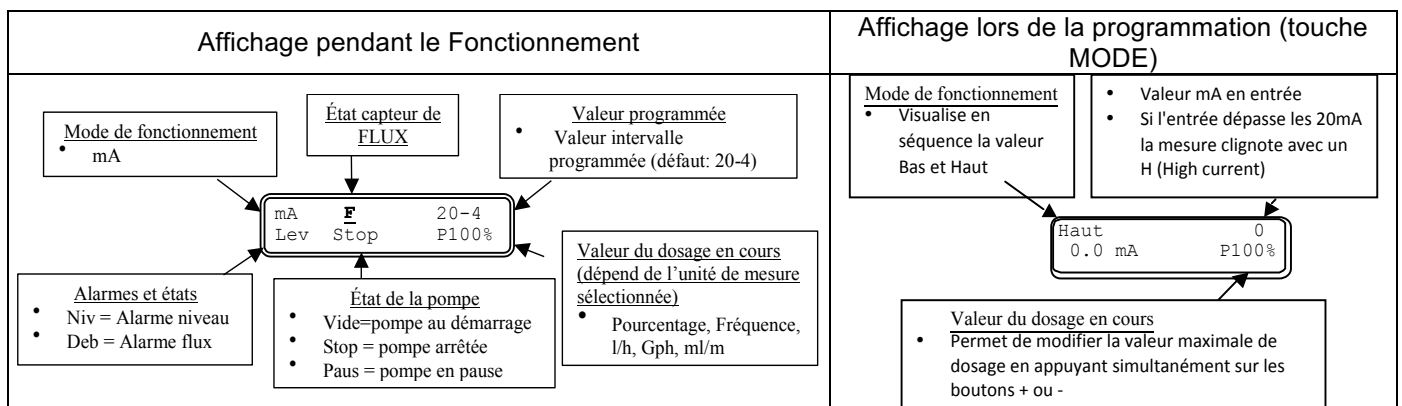 Affichage pendant le Fonctionnement
Affichage lors de la programmation (touche
MODE)
Mode de fonctionnement
• mA
État capteur de
FLUX
Valeur programmée
• Valeur intervalle
programmée (défaut: 20-4)
mA F 20-4
Lev Stop P100%
Alarmes et états
• Niv = Alarme niveau
• Deb = Alarme flux
État de la pompe
• Vide=pompe au démarrage
• Stop = pompe arrêtée
• Paus = pompe en pause
Valeur du dosage en cours
(dépend de l’unité de mesure
sélectionnée)
• Pourcentage, Fréquence,
l/h, Gph, ml/m
Mode de fonctionnement
• Visualise en
séquence la valeur
Bas et Haut
• Valeur mA en entrée
• Si l'entrée dépasse les 20mA
la mesure clignote avec un
H (High current)
Haut 0
0.0 mA P100%
Valeur du dosage en cours
• Permet de modifier la valeur maximale de
dosage en appuyant simultanément sur les
boutons + ou -